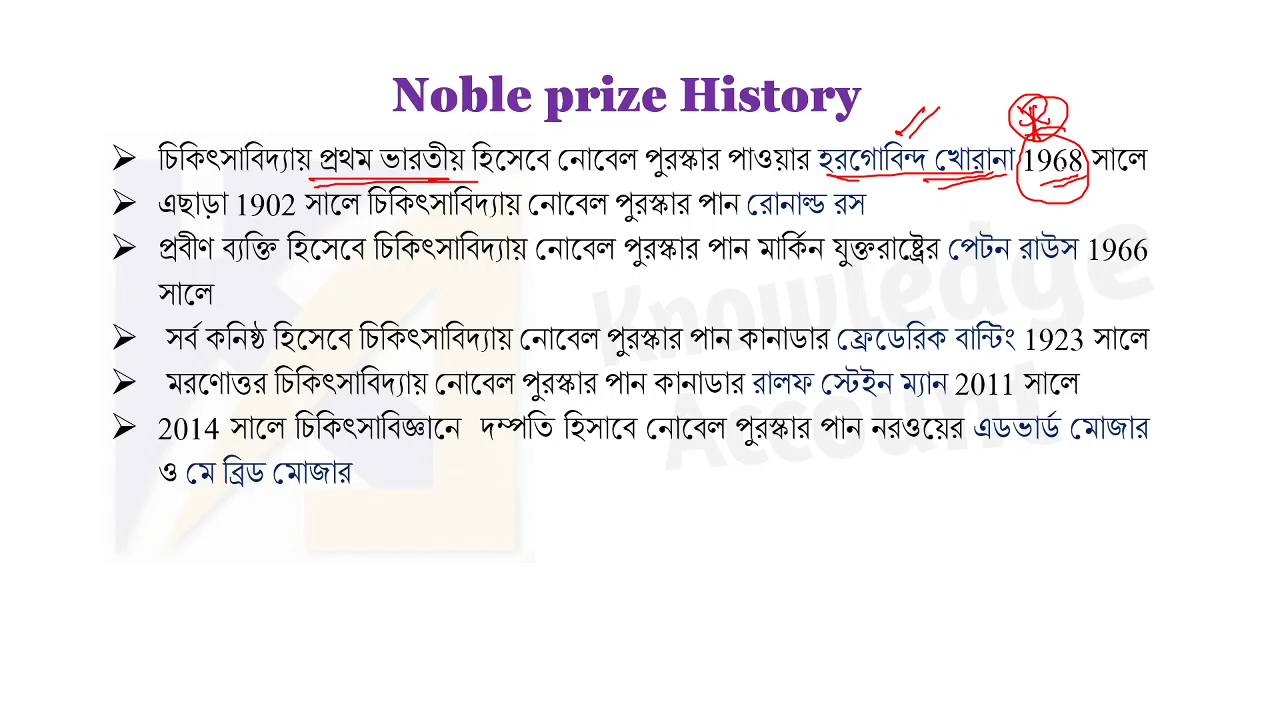 Noble prize History
➢ চিকিৎসাবিদ্যায় প্রথম ভারতীয় হিসেবে নোবেল পুরস্কার পাওয়ার হরগোবিন্দ খোরানা 1968 সালে
➢ এছাড়া 1902 সালে চিকিৎসাবিদ্যায় নোবেল পুরস্কার পান রোনাল্ড রস
➢ প্রবীণ ব্যক্তি হিসেবে চিকিৎসাবিদ্যায় নোবেল পুরস্কার পান মার্কিন যুক্তরাষ্ট্রের পেটন রাউস 1966
সালে
➢ সর্ব কনিষ্ঠ হিসেবে চিকিৎসাবিদ্যায় নোবেল পুরস্কার পান কানাডার ফ্রেডেরিক বান্টিং 1923 সালে
➢ মরণোত্তর চিকিৎসাবিদ্যায় নোবেল পুরস্কার পান কানাডার রালফ স্টেইন ম্যান 2011 সালে
➢ 2014 সালে চিকিৎসাবিজ্ঞানে দম্পতি হিসাবে নোবেল পুরস্কার পান নরওয়ের এডভার্ড মোজার
ও মে ব্রিড মোজার
Knowledge
Account